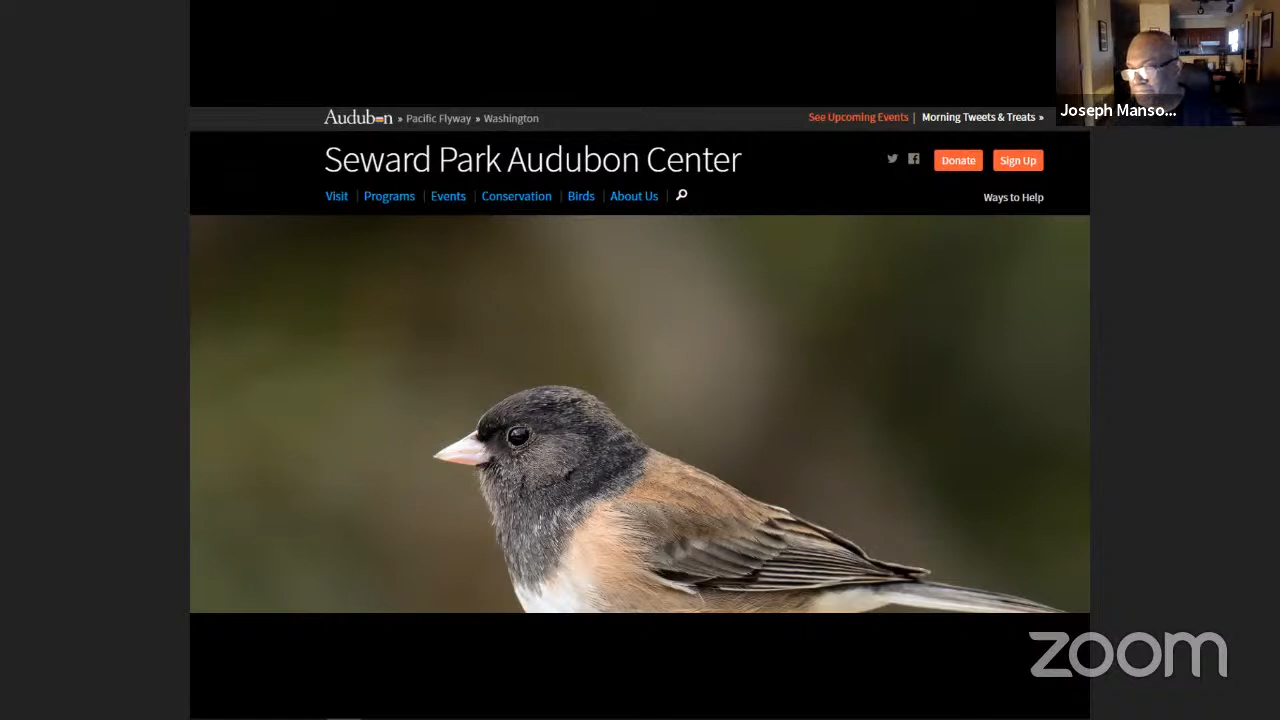 Audubon » Pacific Flyway » Washington
See Upcoming Events | Morning Tweets & Treats »
Joseph Manso...
Seward Park Audubon Center
Donate
Sign Up
Visit | Programs | Events | Conservation | Birds | About Us |
Ways to Help
zoom